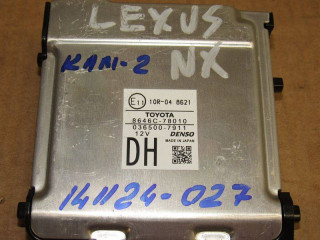 LEXUS
KAM-2
NX
E11 10R-04 8621
TOYOTA
8646C-78010
036500-7911
12V DENSO
MADE IN JAPAN
DH
141124-027